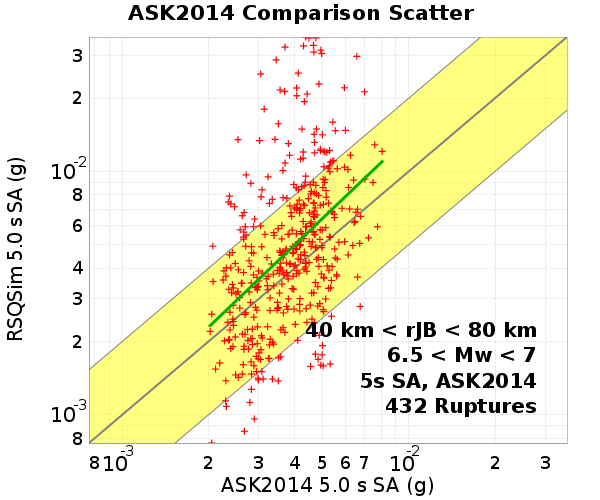 ASK2014 Comparison Scatter
RSQSim 5.0 s SA (g)
3
2
10-2
8
6
4
3
2
10-3
8
40 km < rJB < 80 km
6.5 < Mw < 7
5s SA, ASK2014
432 Ruptures
8 10-3 2 3 4 5 6 7 10-2 2 3
ASK2014 5.0 s SA (g)